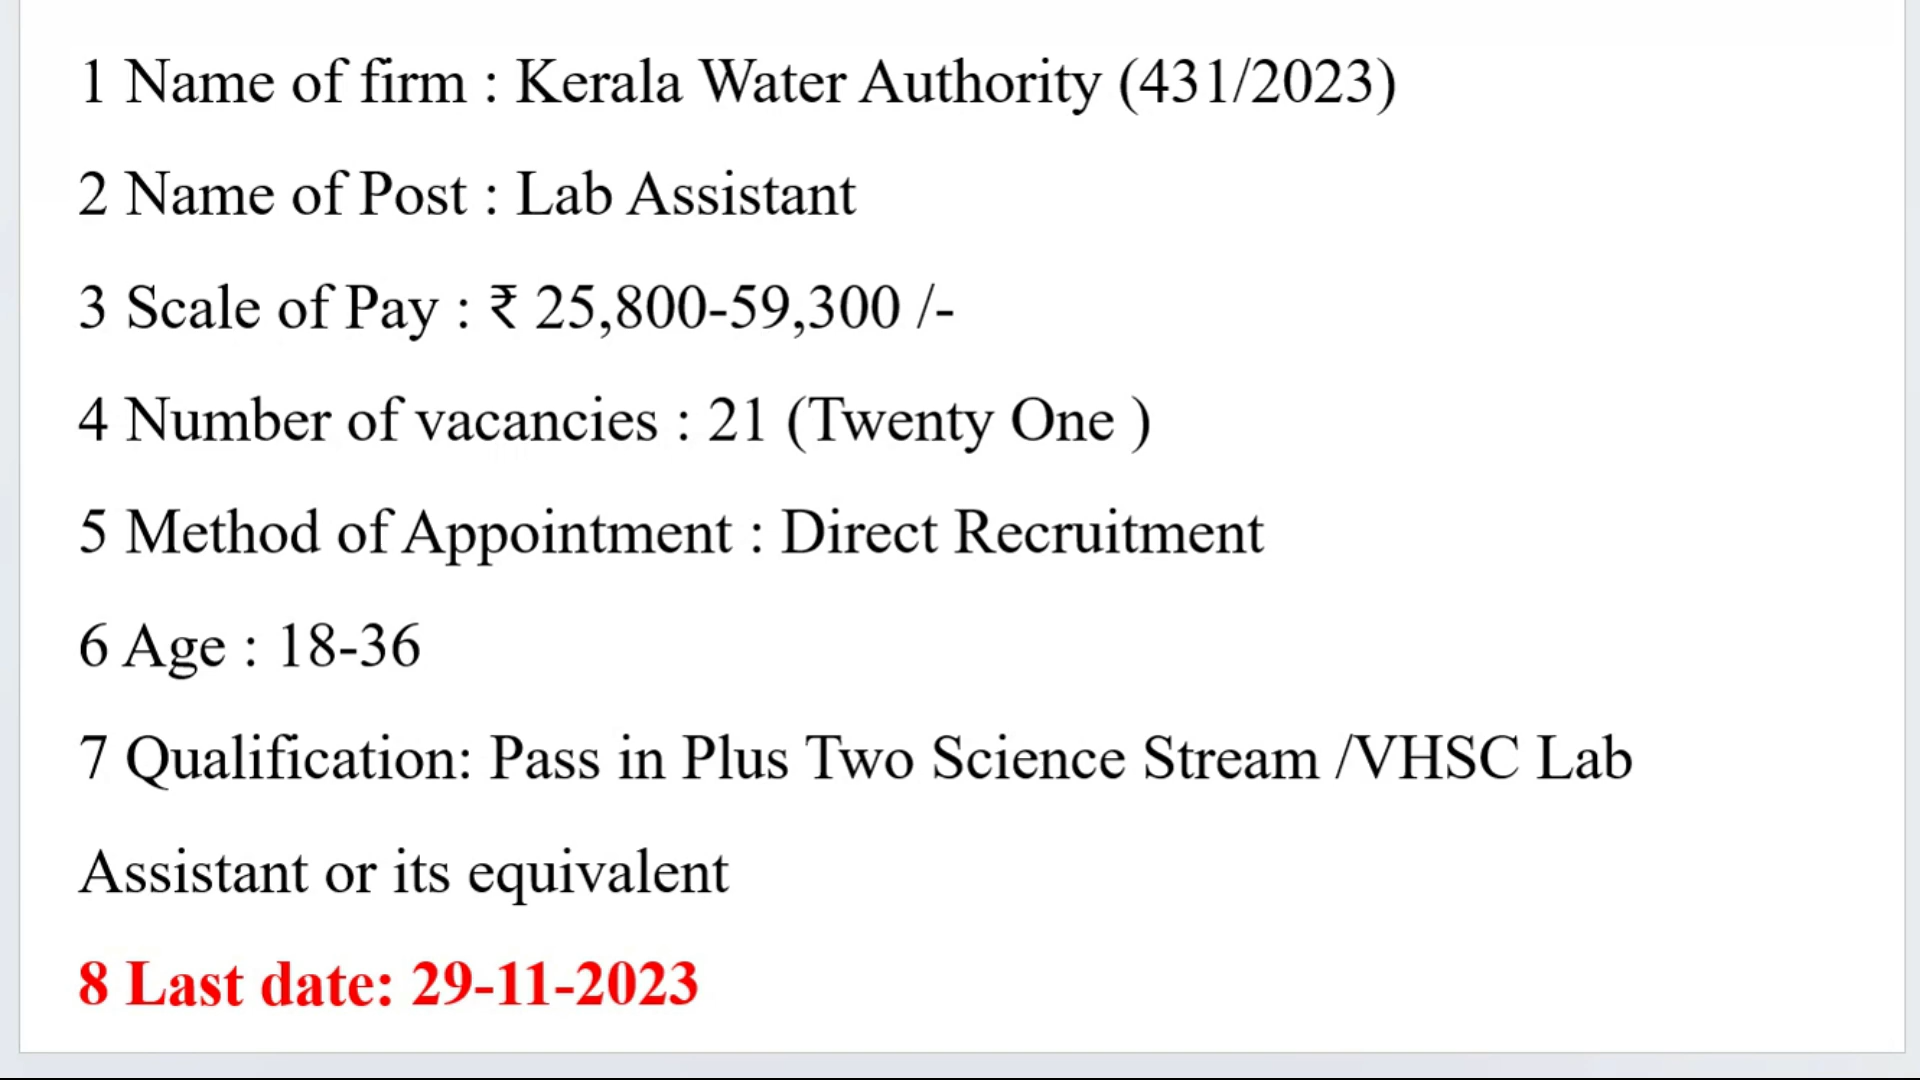 1 Name of firm : Kerala Water Authority (431/2023)
2 Name of Post : Lab Assistant
3 Scale of Pay : ₹ 25,800-59,300 /-
4 Number of vacancies : 21 (Twenty One )
5 Method of Appointment : Direct Recruitment
6 Age : 18-36
7 Qualification: Pass in Plus Two Science Stream /VHSC Lab
Assistant or its equivalent
8 Last date: 29-11-2023